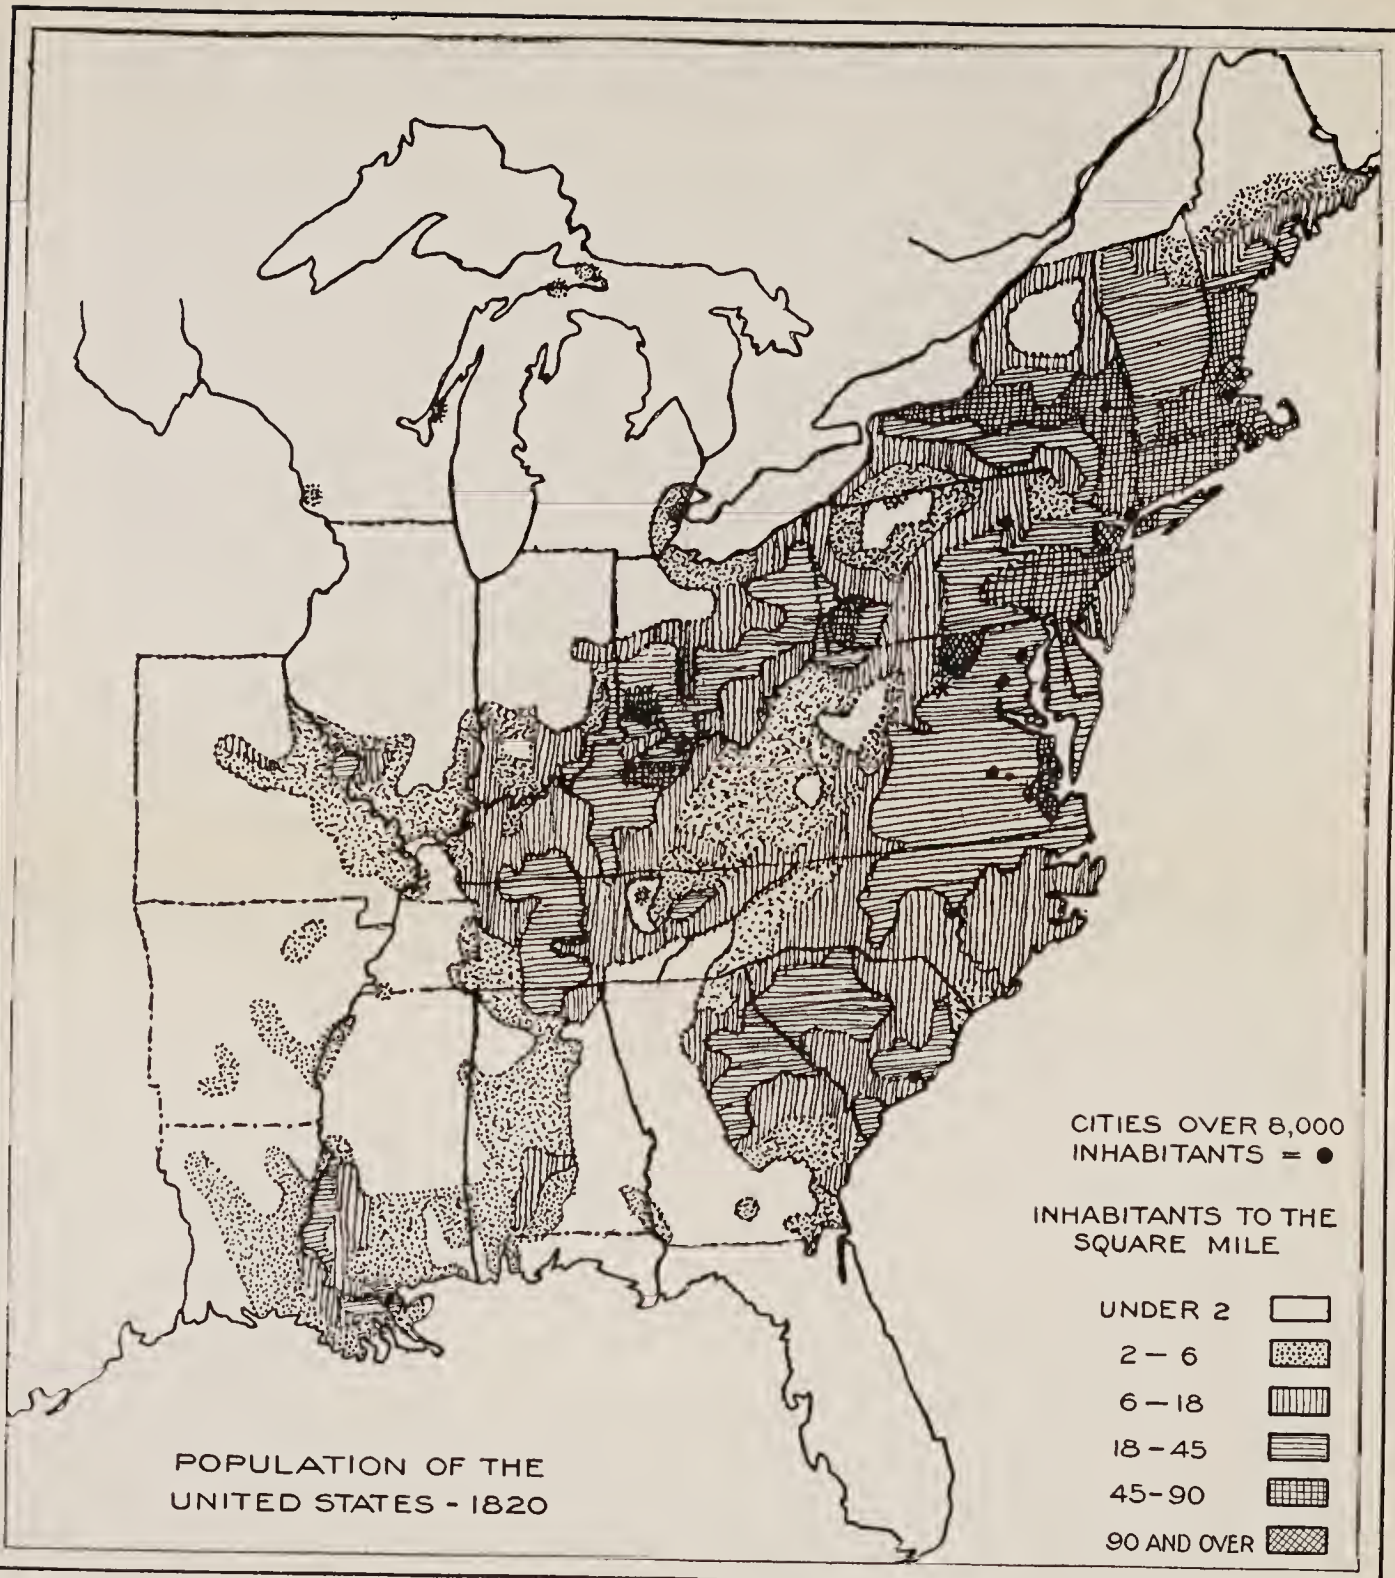 CITIES OVER 8,000
INHABITANTS = ●
INHABITANTS TO THE
SQUARE MILE
UNDER 2
2 – 6
6 – 18
18 – 45
45-90
90 AND OVER
POPULATION OF THE
UNITED STATES - 1820